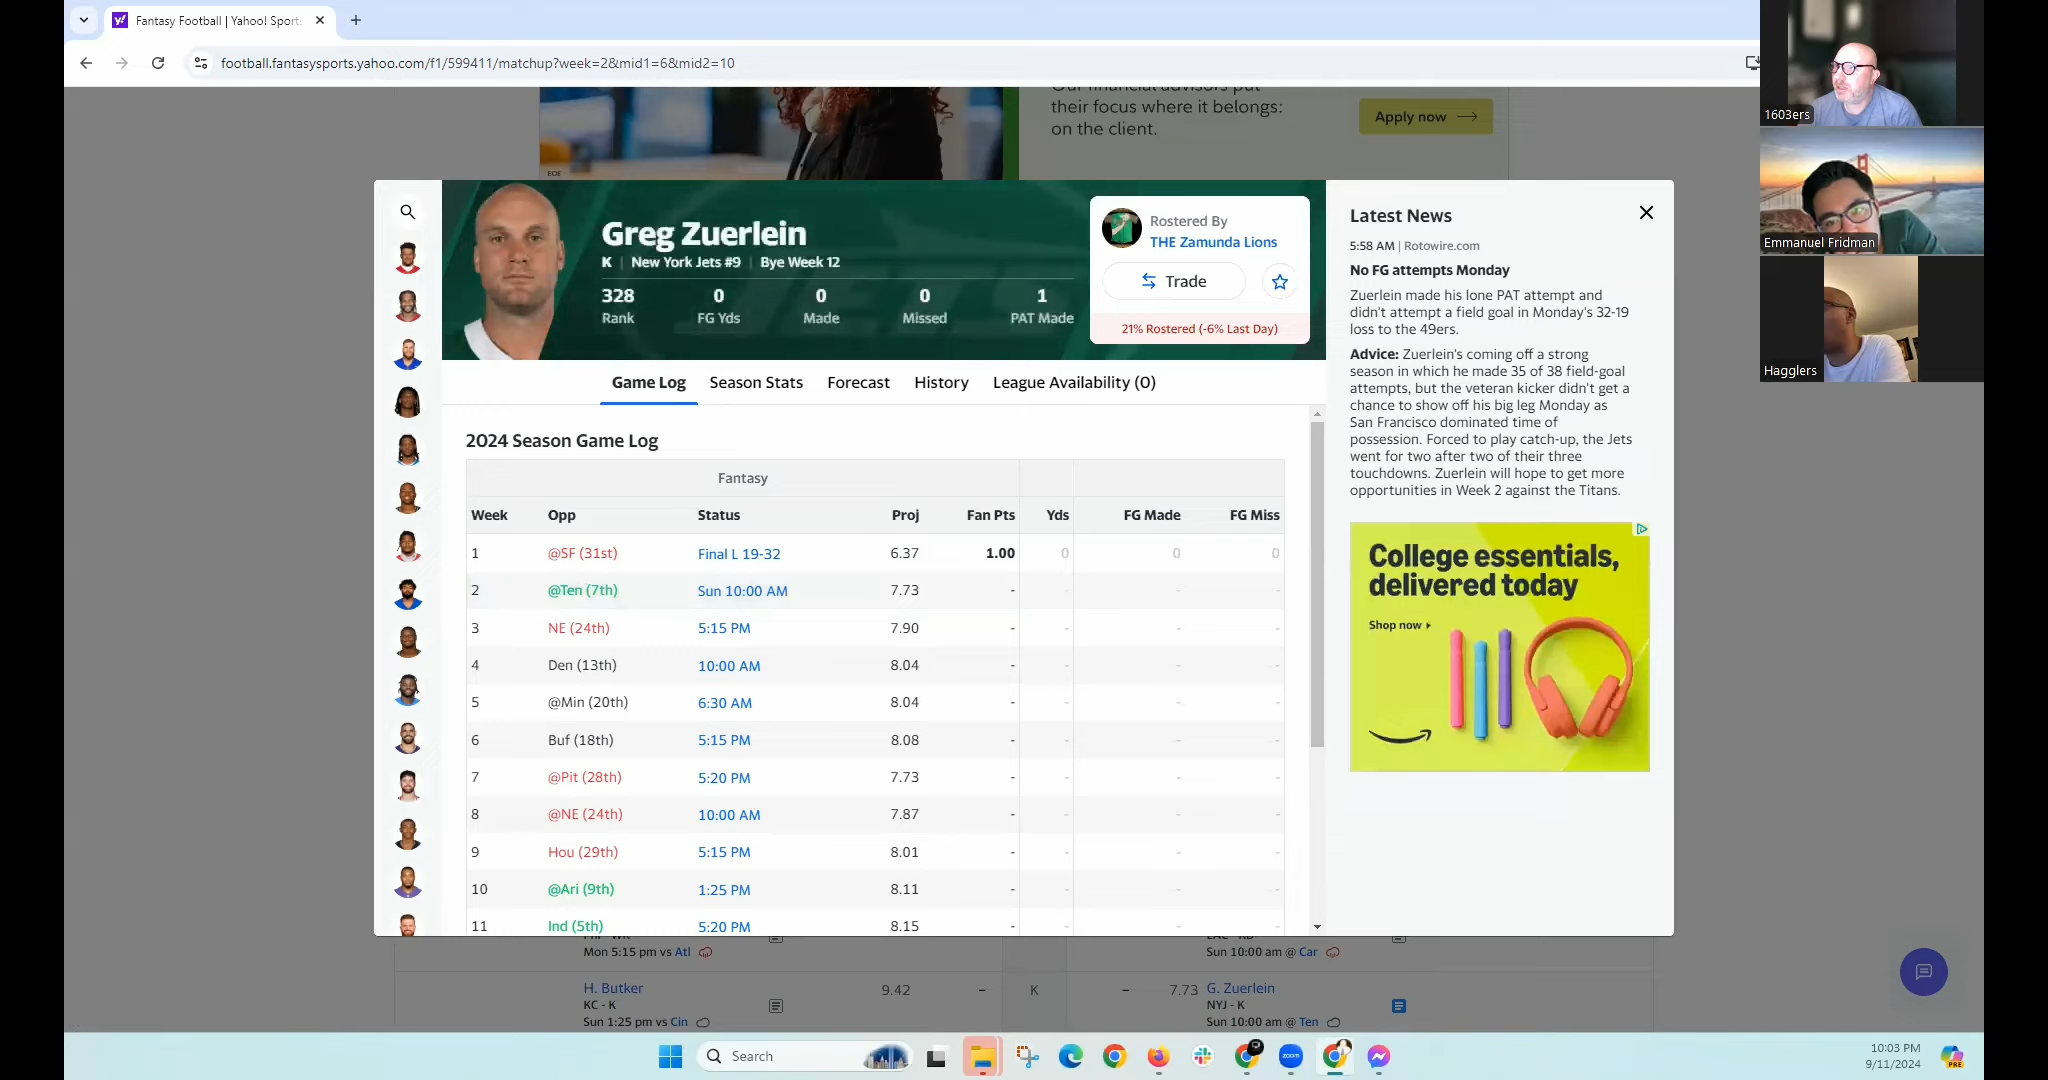 Fantasy Football | Yahoo! Sport
football.fantasysports.yahoo.com/f1/599411/matchup?week=2&mid1=6&mid2=10
their focus where it belongs:
on the client.
Apply now
EOE
1603ers
Emmanuel Fridman
Hagglers
Greg Zuerlein
K | New York Jets #9 | Bye Week 12
328 0 0 0 1
Rank FG Yds Made Missed PAT Made
Rostered By
THE Zamunda Lions
Trade
21% Rostered (-6% Last Day)
Game Log Season Stats Forecast History League Availability (0)
2024 Season Game Log
Fantasy
Week Opp Status Proj Fan Pts Yds FG Made FG Miss
1 @SF (31st) Final L 19-32 6.37 1.00 0 0 0
2 @Ten (7th) Sun 10:00 AM 7.73 - - - -
3 NE (24th) 5:15 PM 7.90 - - - -
4 Den (13th) 10:00 AM 8.04 - - - -
5 @Min (20th) 6:30 AM 8.04 - - - -
6 Buf (18th) 5:15 PM 8.08 - - - -
7 @Pit (28th) 5:20 PM 7.73 - - - -
8 @NE (24th) 10:00 AM 7.87 - - - -
9 Hou (29th) 5:15 PM 8.01 - - - -
10 @Ari (9th) 1:25 PM 8.11 - - - -
11 Ind (5th) 5:20 PM 8.15 - - - -
Latest News
5:58 AM | Rotowire.com
No FG attempts Monday
Zuerlein made his lone PAT attempt and
didn't attempt a field goal in Monday's 32-19
loss to the 49ers.
Advice: Zuerlein's coming off a strong
season in which he made 35 of 38 field-goal
attempts, but the veteran kicker didn't get a
chance to show off his big leg Monday as
San Francisco dominated time of
possession. Forced to play catch-up, the Jets
went for two after two of their three
touchdowns. Zuerlein will hope to get more
opportunities in Week 2 against the Titans.
College essentials,
delivered today
Shop now
Mon 5:15 pm vs Atl
Sun 10:00 am @ Car
H. Butker 9.42 – K – 7.73 G. Zuerlein
KC - K
NYJ - K
Sun 1:25 pm vs Cin
Sun 10:00 am @ Ten
Search
zoom
PRE
10:03 PM
9/11/2024